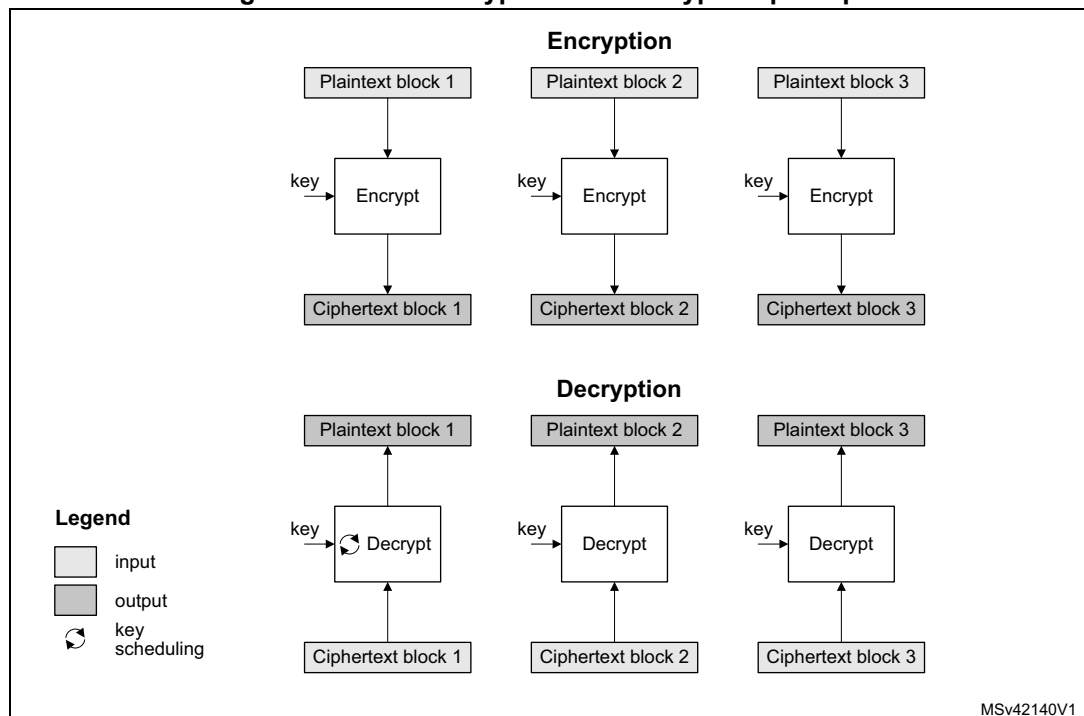 Encryption
Plaintext block 1 Plaintext block 2 Plaintext block 3
key Encrypt key Encrypt key Encrypt
Ciphertext block 1 Ciphertext block 2 Ciphertext block 3
Decryption
Plaintext block 1 Plaintext block 2 Plaintext block 3
Legend
key Decrypt key Decrypt key Decrypt
input
output
key
scheduling
Ciphertext block 1 Ciphertext block 2 Ciphertext block 3
MSv42140V1